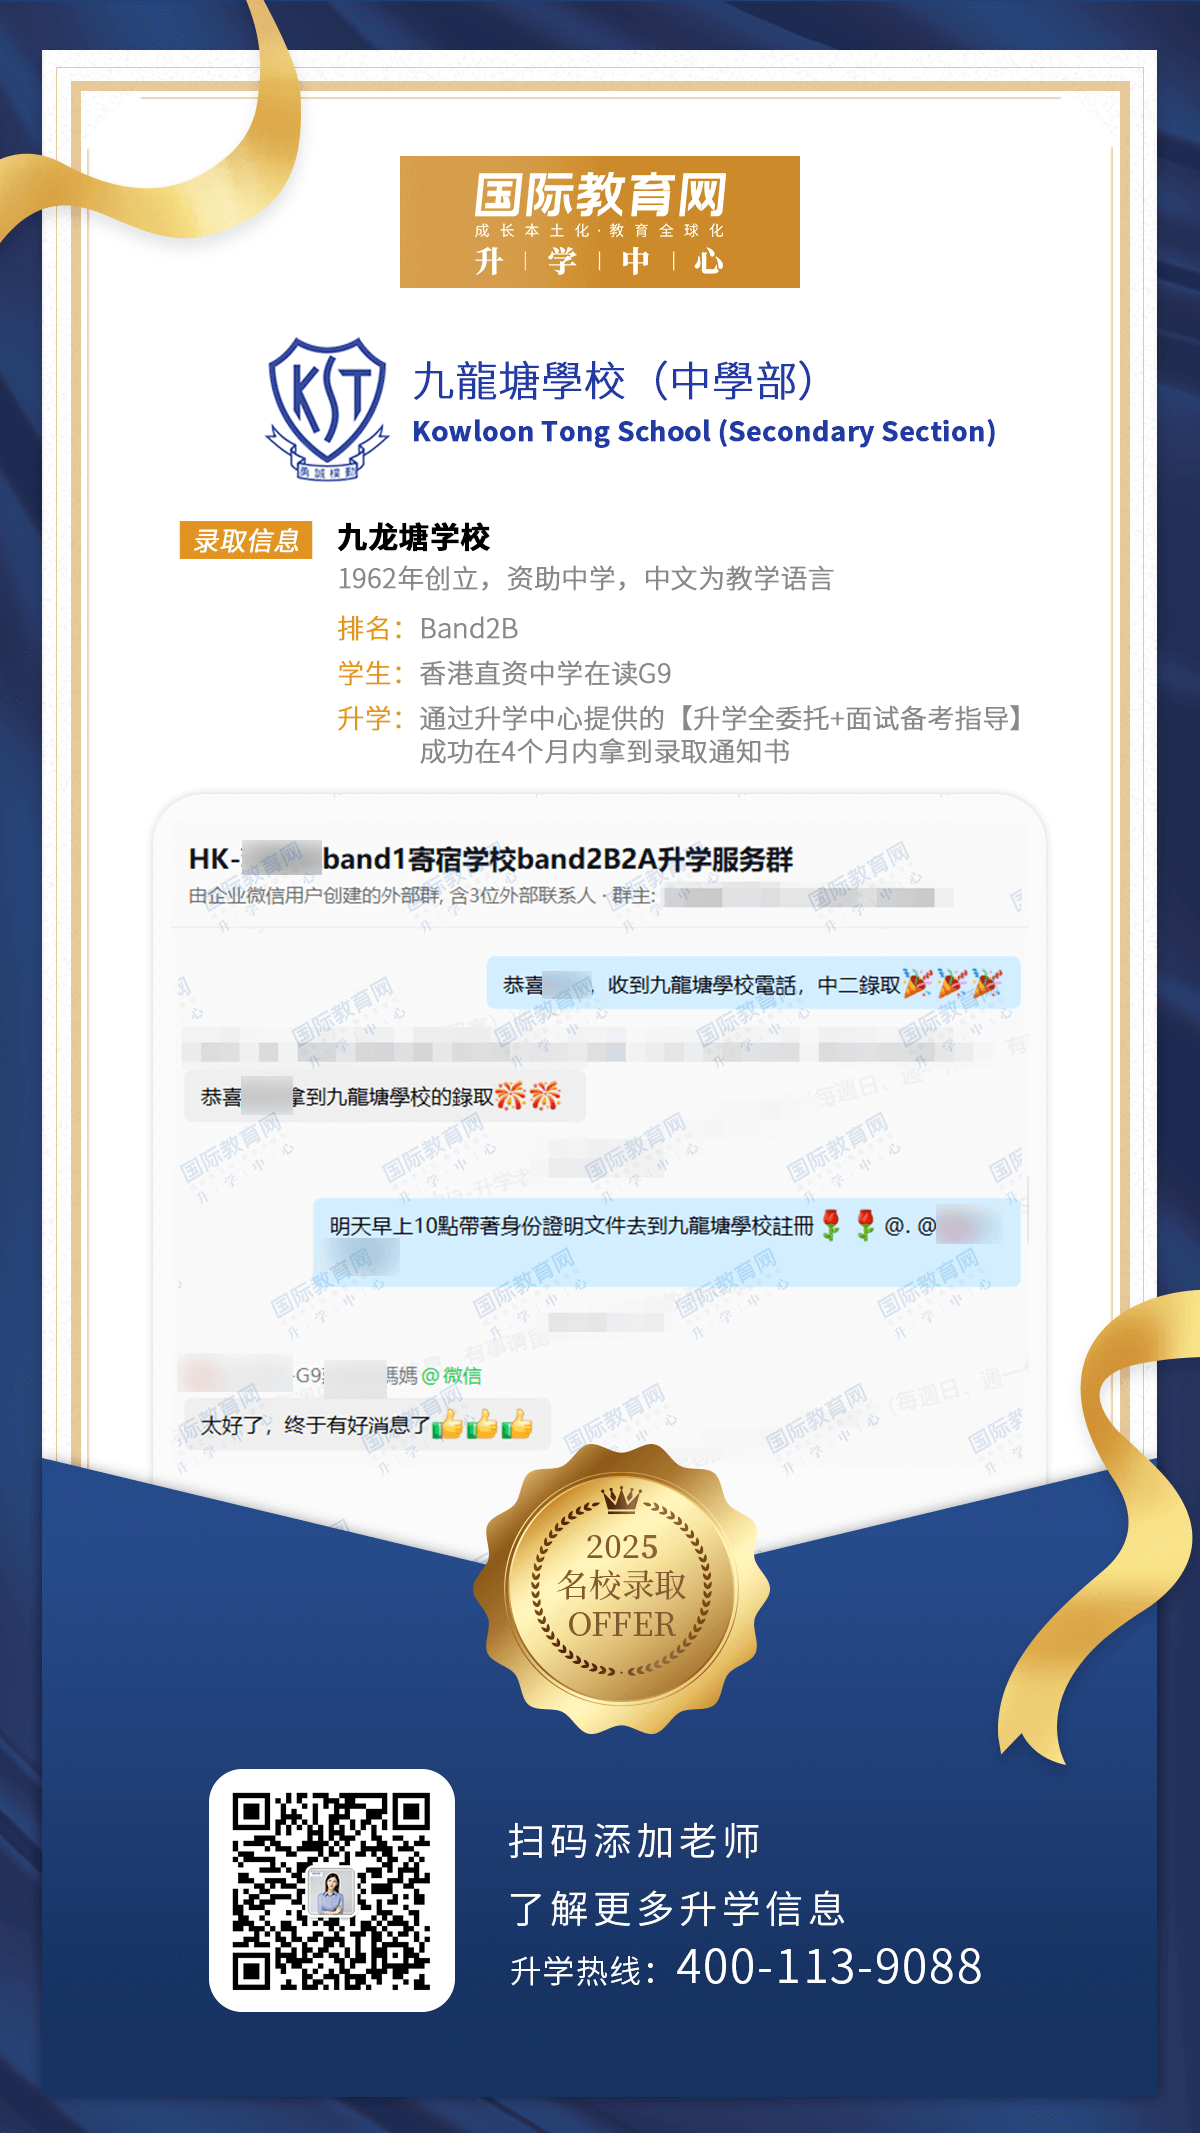 国际教育网
成长本土化·教育全球化
升｜学｜中｜心
KST
九龍塘學校（中學部）
Kowloon Tong School (Secondary Section)
录取信息
九龙塘学校
1962年创立，资助中学，中文为教学语言
排名：Band2B
学生：香港直资中学在读G9
升学：通过升学中心提供的【升学全委托+面试备考指导】
成功在4个月内拿到录取通知书
HK-
band1寄宿学校band2B2A升学服务群
由企业微信用户创建的外部群, 含3位外部联系人 · 群主:
恭喜
，收到九龍塘學校電話，中二錄取🎉🎉🎉
恭喜
拿到九龍塘學校的錄取🎆🎆
明天早上10點帶著身份證明文件去到九龍塘學校註冊🌹🌹@. @
-G9
媽媽@微信
太好了，终于有好消息了👍👍👍
2025
名校录取
OFFER
扫码添加老师
了解更多升学信息
升学热线：400-113-9088